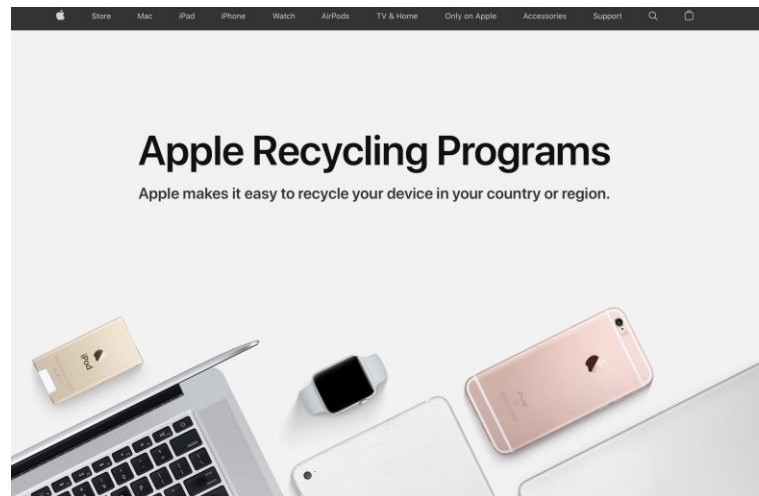 Store Mac iPad iPhone Watch AirPods TV & Home Only on Apple Accessories Support
Apple Recycling Programs
Apple makes it easy to recycle your device in your country or region.
iPod